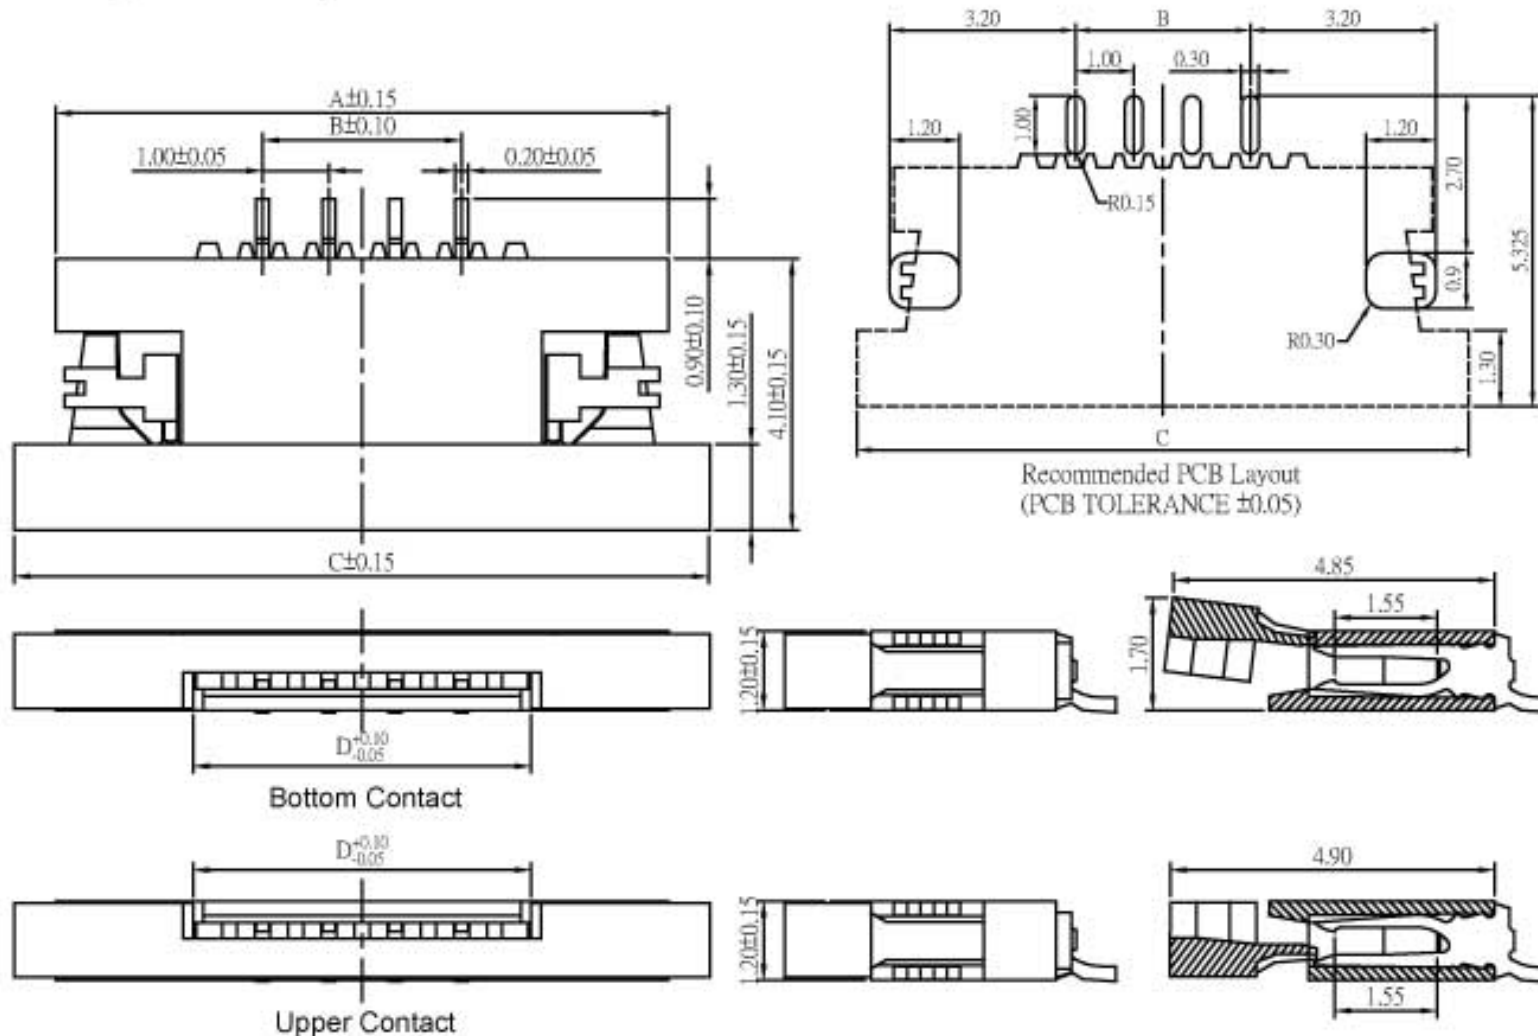 3.20
B
3.20
1.00
0.30
A±0.15
B±0.10
1.00±0.05
0.20±0.05
1.20
1.00
1.20
2.70
R0.15
5.325
0.9
0.90±0.10
1.30±0.15
4.10±0.15
R0.30
1.30
C
Recommended PCB Layout
(PCB TOLERANCE ±0.05)
C±0.15
4.85
1.55
1.20±0.15
1.70
D+0.10
-0.05
Bottom Contact
D+0.10
-0.05
4.90
1.20±0.15
1.55
Upper Contact